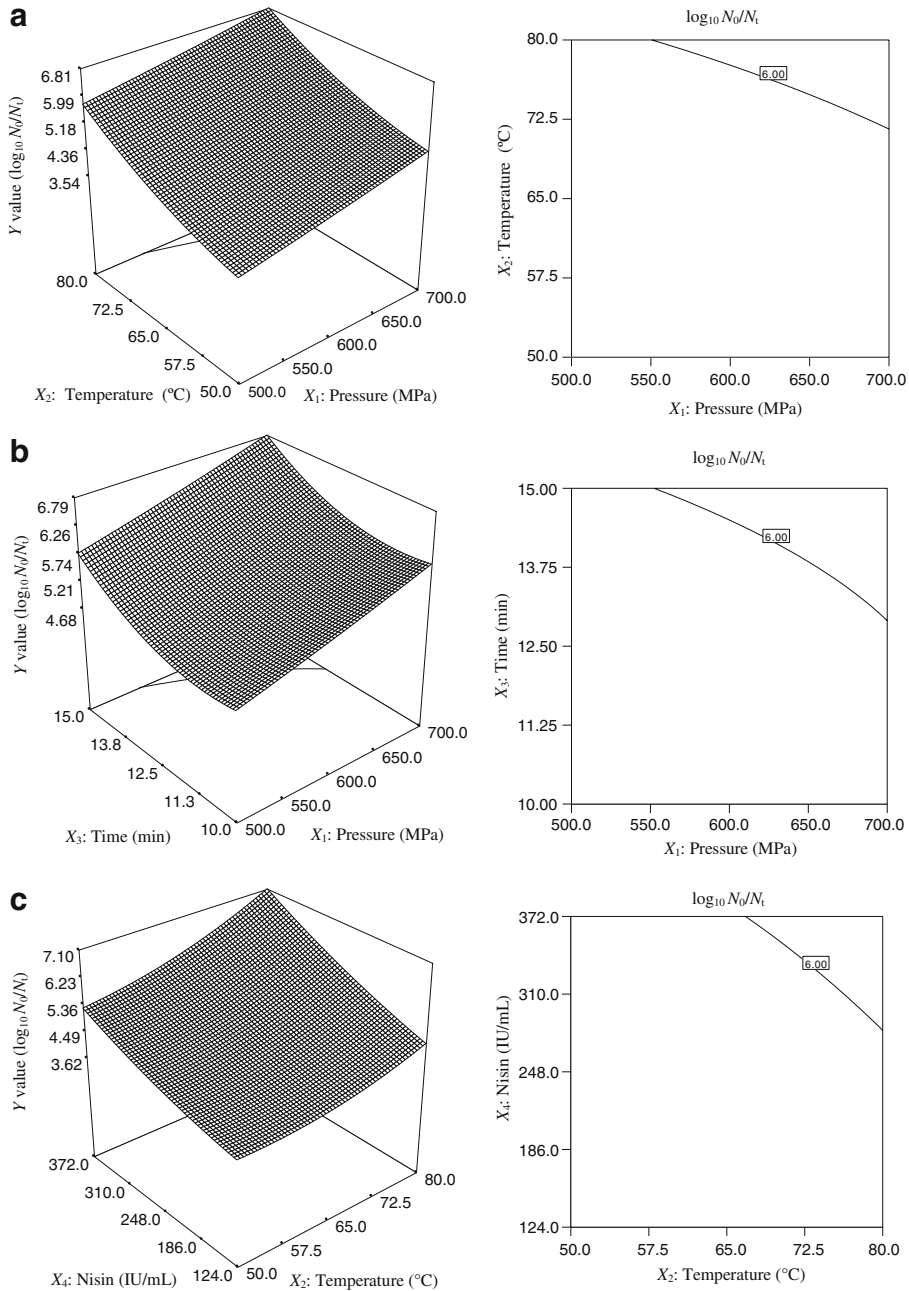 a
Y value (log₁₀ N₀/Nₜ)
6.81
5.99
5.18
4.36
3.54
80.0
72.5
65.0
57.5
50.0
X₂: Temperature (ºC)
500.0
550.0
600.0
650.0
700.0
X₁: Pressure (MPa)
log₁₀ N₀/Nₜ
X₂: Temperature (ºC)
80.0
72.5
65.0
57.5
50.0
6.00
500.0 550.0 600.0 650.0 700.0
X₁: Pressure (MPa)
b
Y value (log₁₀ N₀/Nₜ)
6.79
6.26
5.74
5.21
4.68
15.0
13.8
12.5
11.3
10.0
X₃: Time (min)
500.0
550.0
600.0
650.0
700.0
X₁: Pressure (MPa)
log₁₀ N₀/Nₜ
X₃: Time (min)
15.00
13.75
12.50
11.25
10.00
6.00
500.0 550.0 600.0 650.0 700.0
X₁: Pressure (MPa)
c
Y value (log₁₀ N₀/Nₜ)
7.10
6.23
5.36
4.49
3.62
372.0
310.0
248.0
186.0
124.0
X₄: Nisin (IU/mL)
50.0
57.5
65.0
72.5
80.0
X₂: Temperature (°C)
log₁₀ N₀/Nₜ
X₄: Nisin (IU/mL)
372.0
310.0
248.0
186.0
124.0
6.00
50.0 57.5 65.0 72.5 80.0
X₂: Temperature (°C)